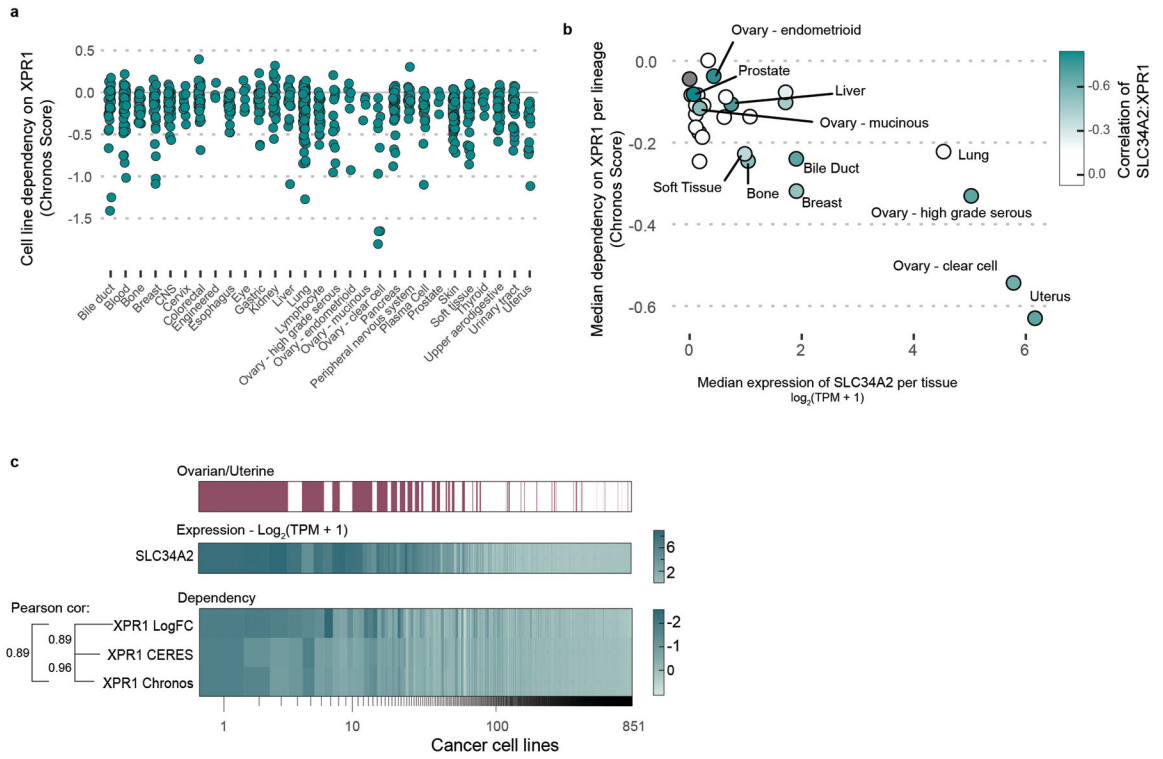 a
Cell line dependency on XPR1
(Chronos Score)
0.5
0.0
-0.5
-1.0
-1.5
Bile duct
Blood
Bone
Breast
CNS
Cervix
Colorectal
Engineered
Esophagus
Eye
Gastric
Kidney
Liver
Lung
Lymphocyte
Ovary - high grade serous
Ovary - endometrioid
Ovary - mucinous
Ovary - clear cell
Pancreas
Peripheral nervous system
Plasma Cell
Prostate
Skin
Soft tissue
Thyroid
Upper aerodigestive
Urinary tract
Uterus
b
Median dependency on XPR1 per lineage
(Chronos Score)
0.0
-0.2
-0.4
-0.6
Ovary - endometrioid
Prostate
Liver
Ovary - mucinous
Soft Tissue
Bone
Bile Duct
Breast
Lung
Ovary - high grade serous
Ovary - clear cell
Uterus
0
2
4
6
Median expression of SLC34A2 per tissue
log2(TPM + 1)
-0.6
-0.3
0.0
Correlation of
SLC34A2:XPR1
c
Ovarian/Uterine
Expression - Log2(TPM + 1)
SLC34A2
6
2
Dependency
Pearson cor:
XPR1 LogFC
0.89
0.89
XPR1 CERES
0.96
XPR1 Chronos
-2
-1
0
1
10
100
851
Cancer cell lines